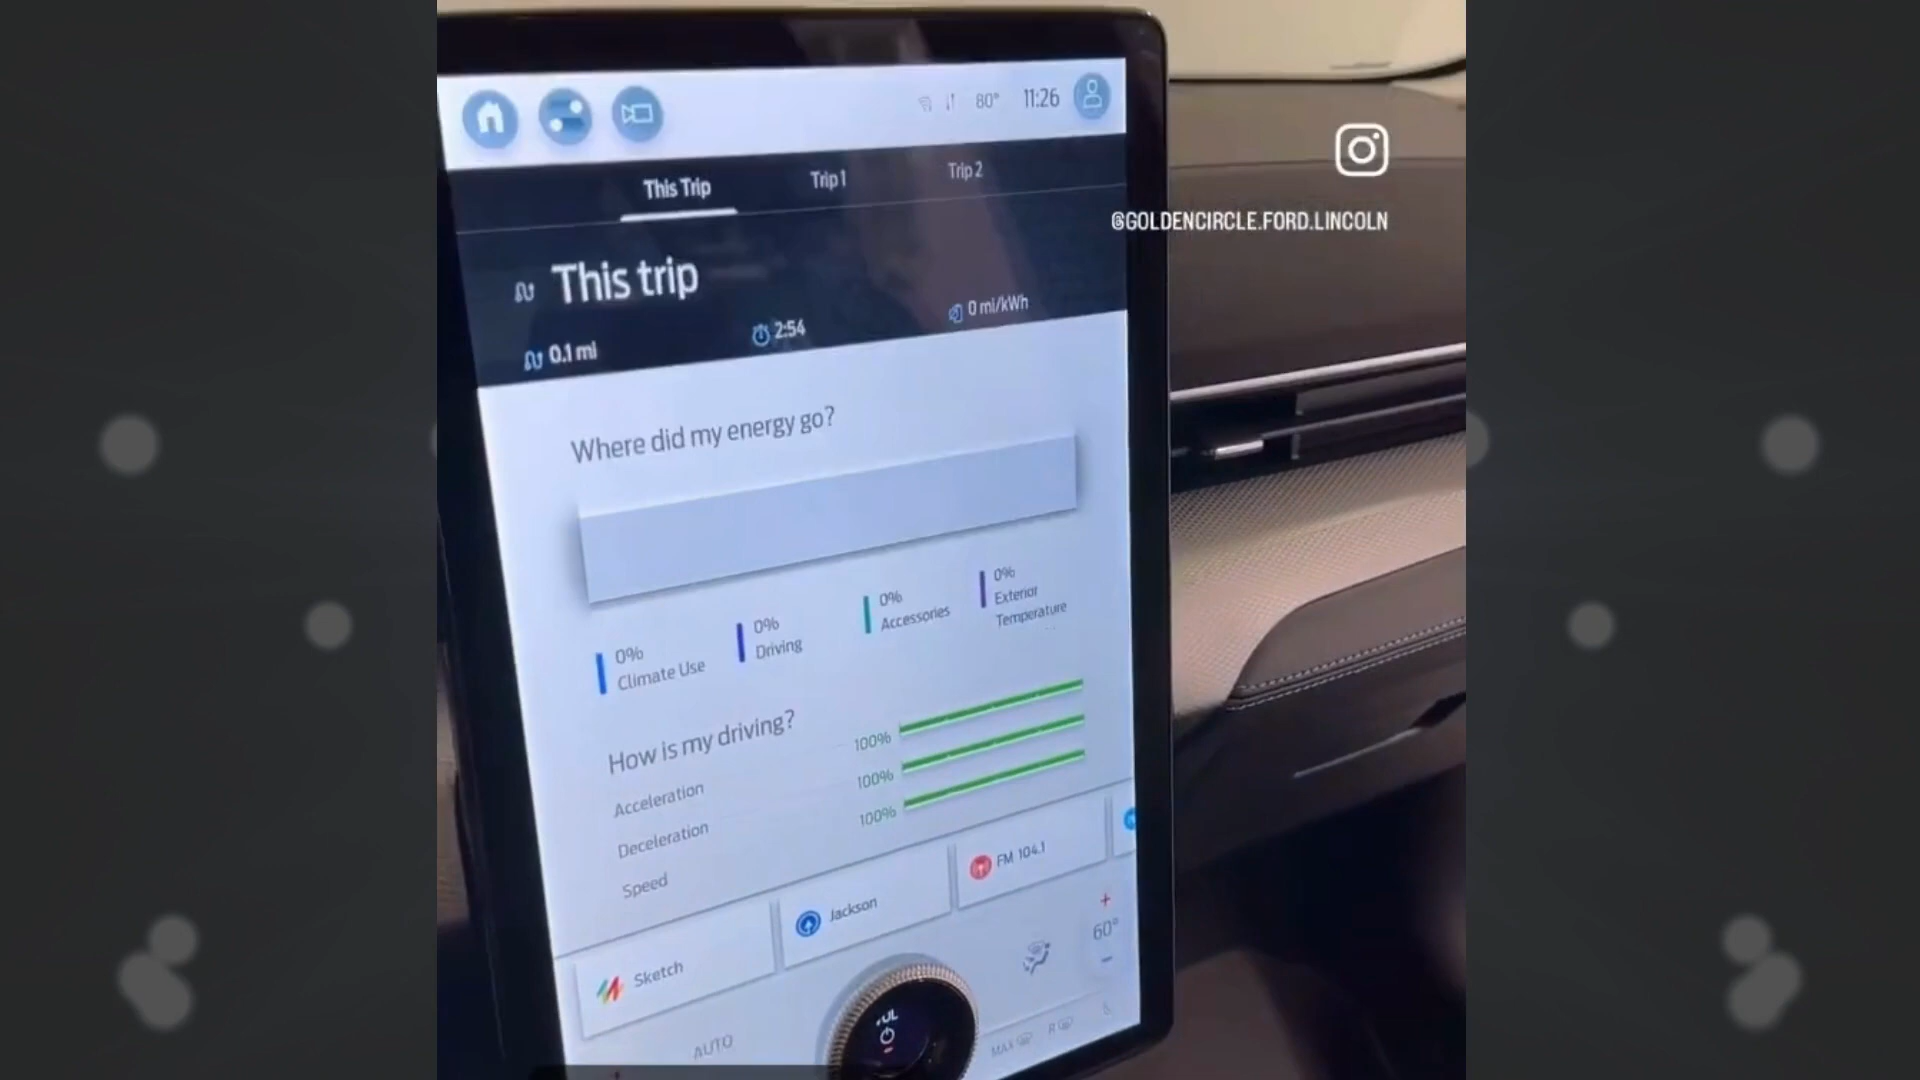 80° 11:26
This Trip Trip 1 Trip 2
@GOLDENCIRCLE.FORD.LINCOLN
This trip
0.1 mi 2:54 0 mi/kWh
Where did my energy go?
0% 0% 0% 0%
Climate Use Driving Accessories Exterior
Temperature
How is my driving?
Acceleration 100%
Deceleration 100%
Speed 100%
Sketch Jackson FM 104.1
+
60°
-
AUTO
MAX R